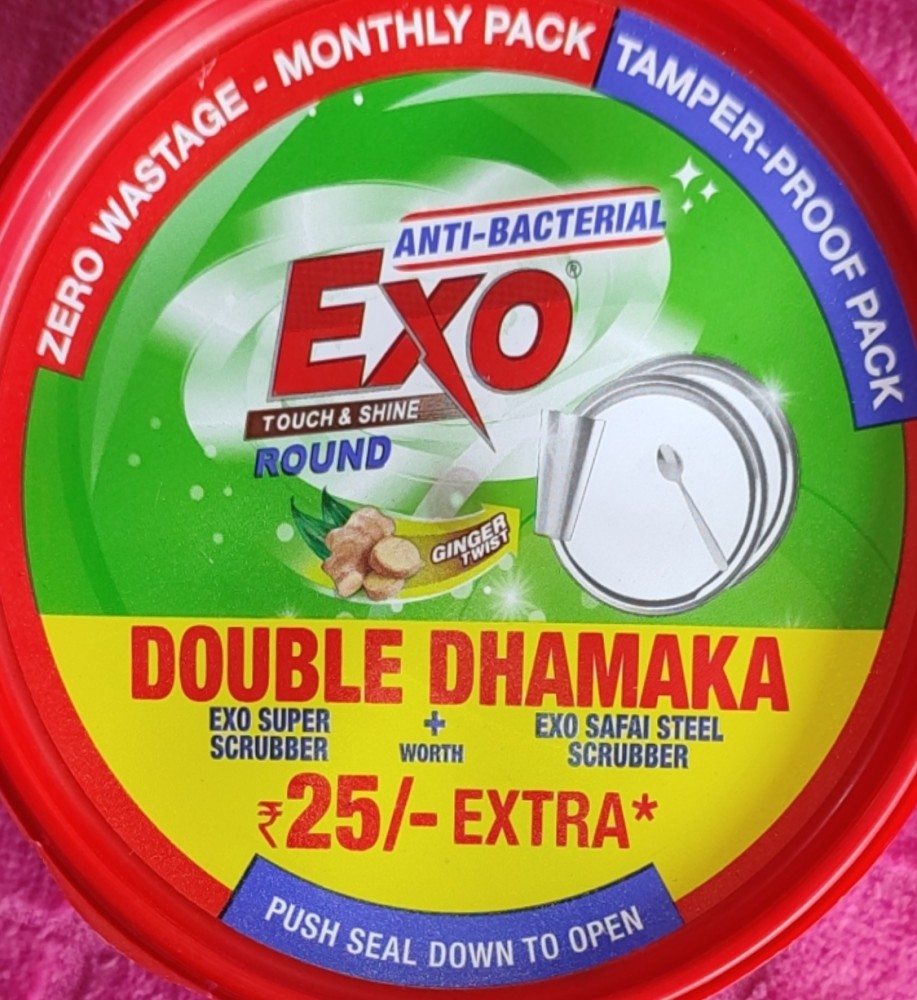 ZERO WASTAGE - MONTHLY PACK
TAMPER-PROOF PACK
ANTI-BACTERIAL
EXO®
TOUCH & SHINE
ROUND
GINGER
TWIST
DOUBLE DHAMAKA
EXO SUPER
SCRUBBER
+
WORTH
EXO SAFAI STEEL
SCRUBBER
₹25/- EXTRA*
PUSH SEAL DOWN TO OPEN